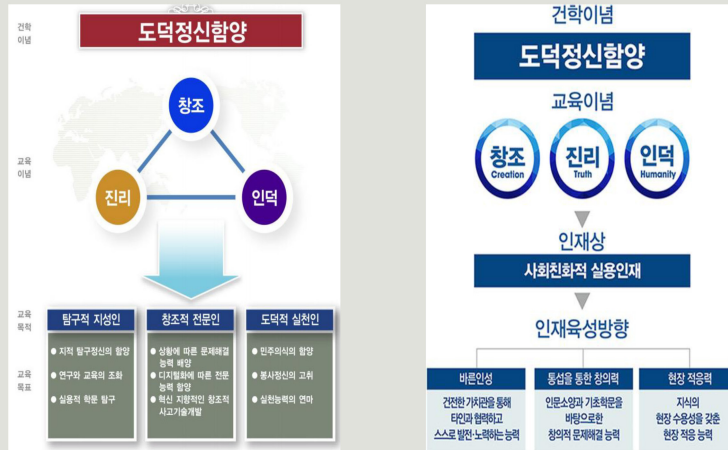 건학
이념
도덕정신함양
창조
교육
이념
진리
인덕
교육
목적
탐구적 지성인
창조적 전문인
도덕적 실천인
교육
목표
● 지적 탐구정신의 함양
● 연구와 교육의 조화
● 실용적 학문 탐구
● 상황에 따른 문제해결
능력 배양
● 디지털화에 따른 전문
능력 함양
● 혁신 지향적인 창조적
사고기술개발
● 민주의식의 함양
● 봉사정신의 고취
● 실천능력의 연마
건학이념
도덕정신함양
교육이념
창조
Creation
진리
Truth
인덕
Humanity
인재상
사회친화적 실용인재
인재육성방향
바른인성
건전한 가치관을 통해
타인과 협력하고
스스로 발전·노력하는 능력
통섭을 통한 창의력
인문소양과 기초학문을
바탕으로한
창의적 문제해결 능력
현장 적응력
지식의
현장 수용성을 갖춘
현장 적응 능력